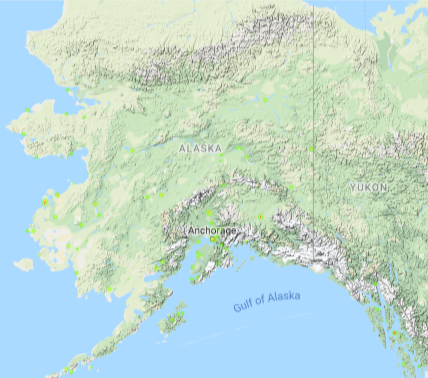 ALASKA
YUKON
Anchorage
Gulf of Alaska